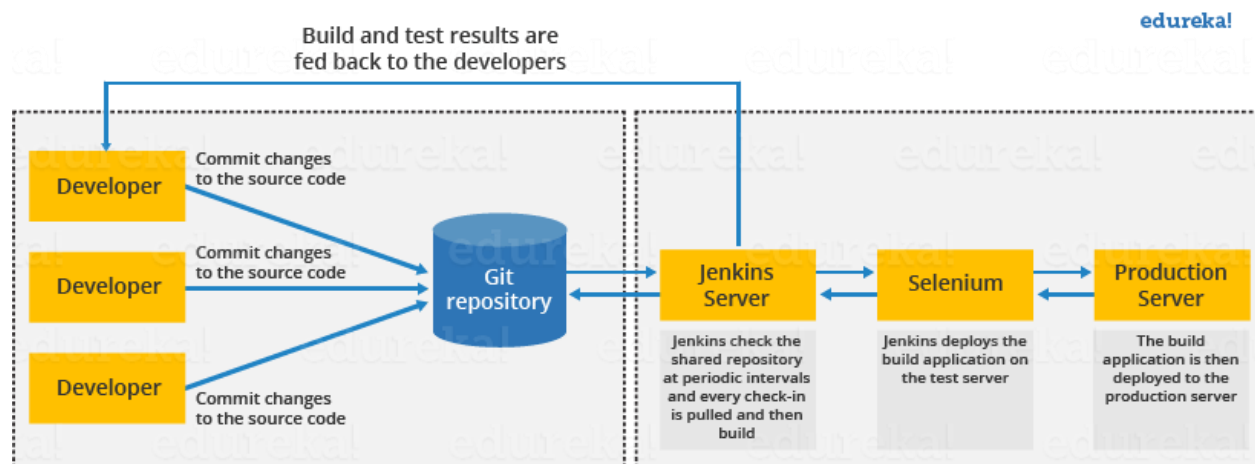 edureka!
Build and test results are
fed back to the developers
Developer
Commit changes
to the source code
Developer
Commit changes
to the source code
Developer
Commit changes
to the source code
Git
repository
Jenkins
Server
Jenkins check the
shared repository
at periodic intervals
and every check-in
is pulled and then
build
Selenium
Jenkins deploys the
build application on
the test server
Production
Server
The build
application is then
deployed to the
production server